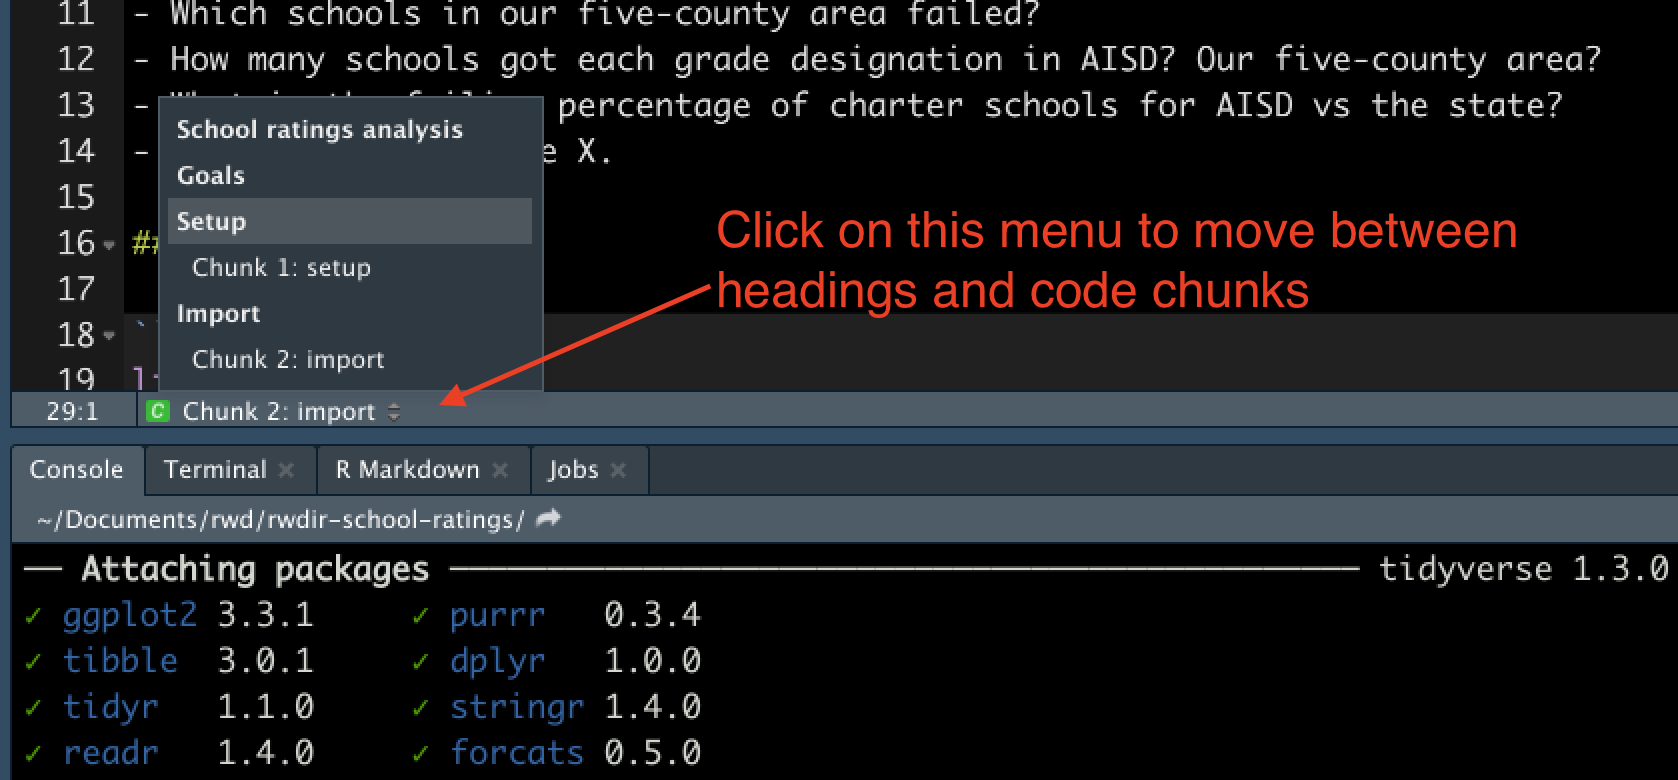 11 - Which schools in our five-county area failed?
12 - How many schools got each grade designation in AISD? Our five-county area?
13 - percentage of charter schools for AISD vs the state?
14 - e X.
15
16 ##
17
18 `
19 l
School ratings analysis
Goals
Setup
Chunk 1: setup
Import
Chunk 2: import
Click on this menu to move between
headings and code chunks
29:1 C Chunk 2: import
Console Terminal R Markdown Jobs
~/Documents/rwd/rwdir-school-ratings/
── Attaching packages ──────────────── tidyverse 1.3.0
✓ ggplot2 3.3.1 ✓ purrr 0.3.4
✓ tibble 3.0.1 ✓ dplyr 1.0.0
✓ tidyr 1.1.0 ✓ stringr 1.4.0
✓ readr 1.4.0 ✓ forcats 0.5.0